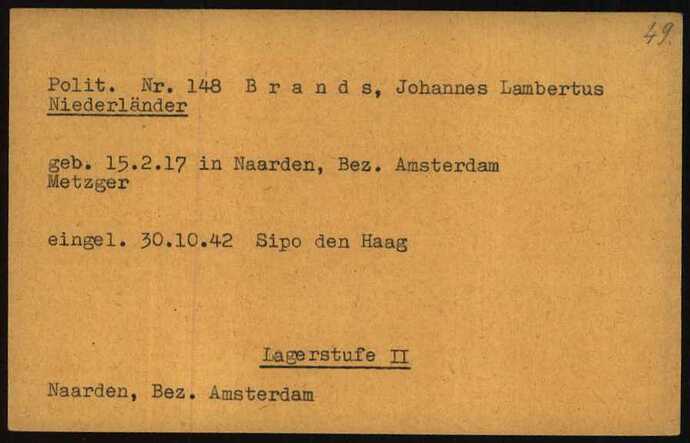 49.
Polit. Nr. 148 B r a n d s, Johannes Lambertus
Niederländer
geb. 15.2.17 in Naarden, Bez. Amsterdam
Metzger
eingel. 30.10.42 Sipo den Haag
Lagerstufe II
Naarden, Bez. Amsterdam